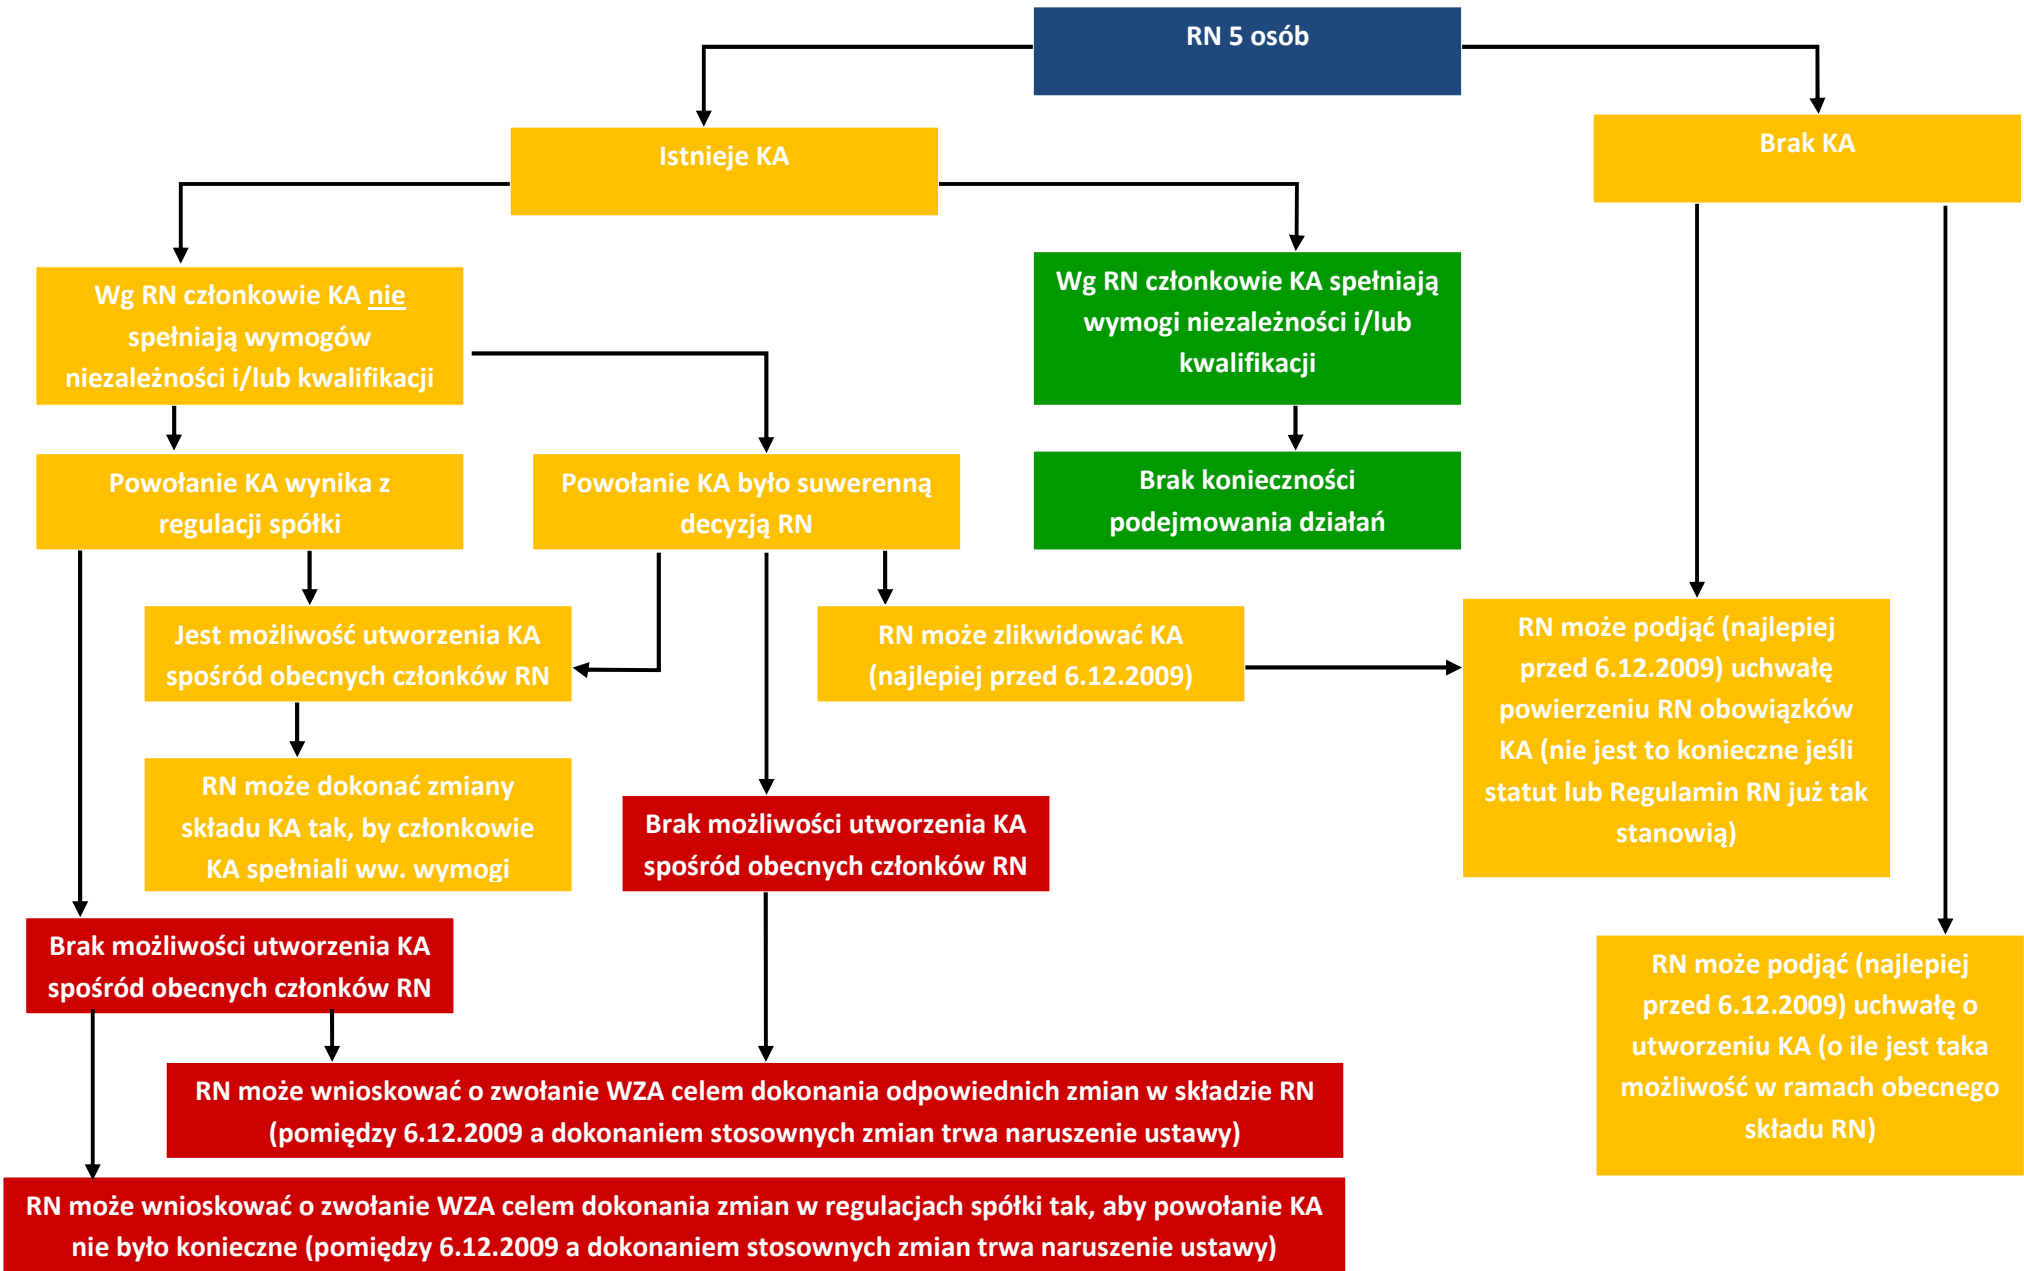 RN 5 osób
Istnieje KA
Brak KA
Wg RN członkowie KA nie
spełniają wymogów
niezależności i/lub kwalifikacji
Wg RN członkowie KA spełniają
wymogi niezależności i/lub
kwalifikacji
Powołanie KA wynika z
regulacji spółki
Powołanie KA było suwerenną
decyzją RN
Brak konieczności
podejmowania działań
Jest możliwość utworzenia KA
spośród obecnych członków RN
RN może zlikwidować KA
(najlepiej przed 6.12.2009)
RN może podjąć (najlepiej
przed 6.12.2009) uchwałę
powierzeniu RN obowiązków
KA (nie jest to konieczne jeśli
statut lub Regulamin RN już tak
stanowią)
RN może dokonać zmiany
składu KA tak, by członkowie
KA spełniali ww. wymogi
Brak możliwości utworzenia KA
spośród obecnych członków RN
Brak możliwości utworzenia KA
spośród obecnych członków RN
RN może podjąć (najlepiej
przed 6.12.2009) uchwałę o
utworzeniu KA (o ile jest taka
możliwość w ramach obecnego
składu RN)
RN może wnioskować o zwołanie WZA celem dokonania odpowiednich zmian w składzie RN
(pomiędzy 6.12.2009 a dokonaniem stosownych zmian trwa naruszenie ustawy)
RN może wnioskować o zwołanie WZA celem dokonania zmian w regulacjach spółki tak, aby powołanie KA
nie było konieczne (pomiędzy 6.12.2009 a dokonaniem stosownych zmian trwa naruszenie ustawy)